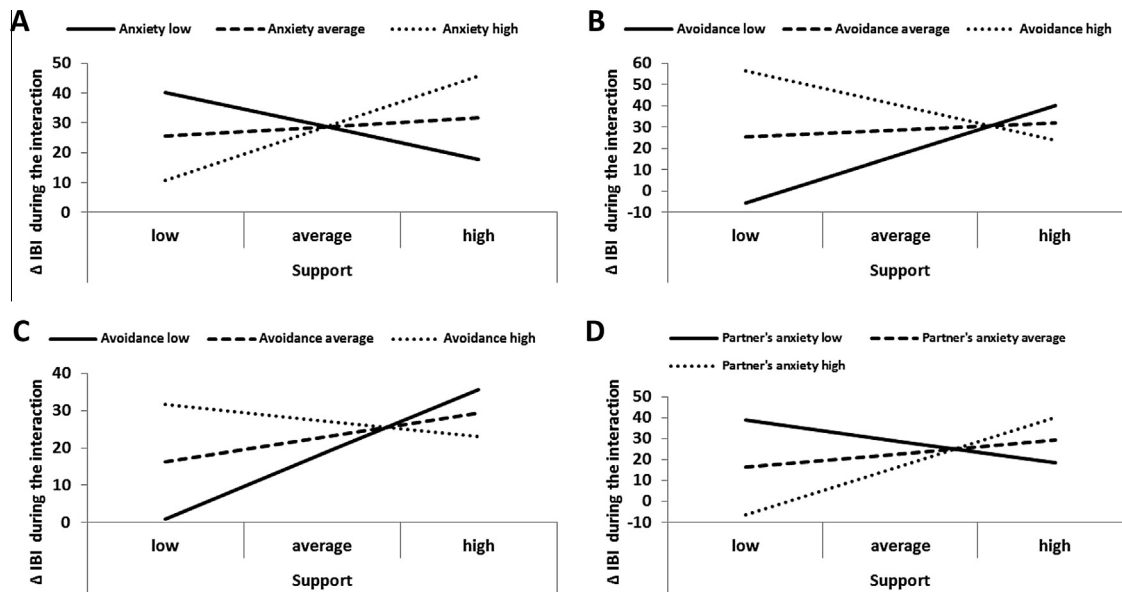 A
Anxiety low Anxiety average Anxiety high
Δ IBI during the interaction
50
40
30
20
10
0
low average high
Support
B
Avoidance low Avoidance average Avoidance high
Δ IBI during the interaction
60
50
40
30
20
10
0
-10
low average high
Support
C
Avoidance low Avoidance average Avoidance high
Δ IBI during the interaction
40
30
20
10
0
low average high
Support
D
Partner's anxiety low Partner's anxiety average
Partner's anxiety high
Δ IBI during the interaction
50
40
30
20
10
0
-10
low average high
Support